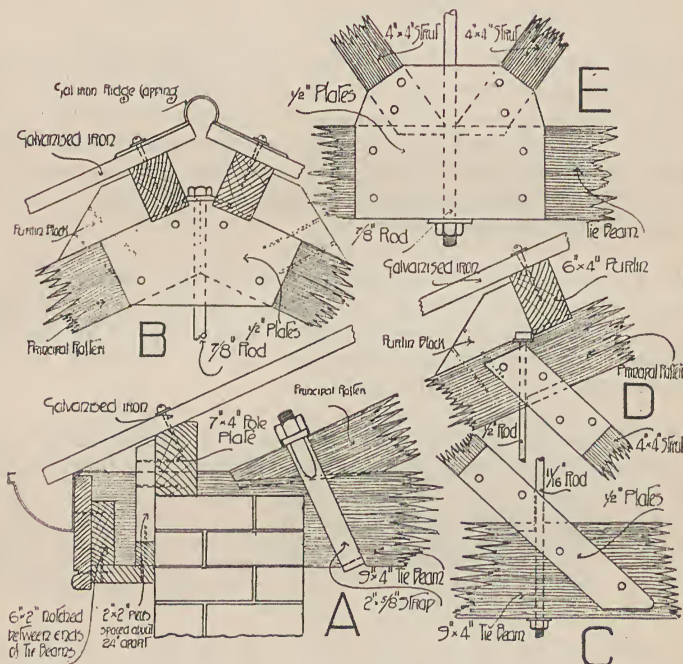 Gal iron Ridge Capping
Galvanised iron
Purlin Block
Principal Rafter
B
7/8" Rod
1/2" Plates
4"×4" Strut
4"×4" Strut
1/2" Plates
E
7/8" Rod
Tie Beam
Galvanised iron
6"×4" Purlin
Purlin Block
Principal Rafter
D
1/2" Rod
4"×4" Strut
Galvanised iron
7"×4" Pole
Plate
Principal Rafter
A
9"×4" Tie Beam
2"×5/8" Strap
6"×2" notched
between ends
of Tie Beams
2"×2" 
spaced about
24" apart
11/16" Rod
1/2" Plates
9"×4" Tie Beam
C